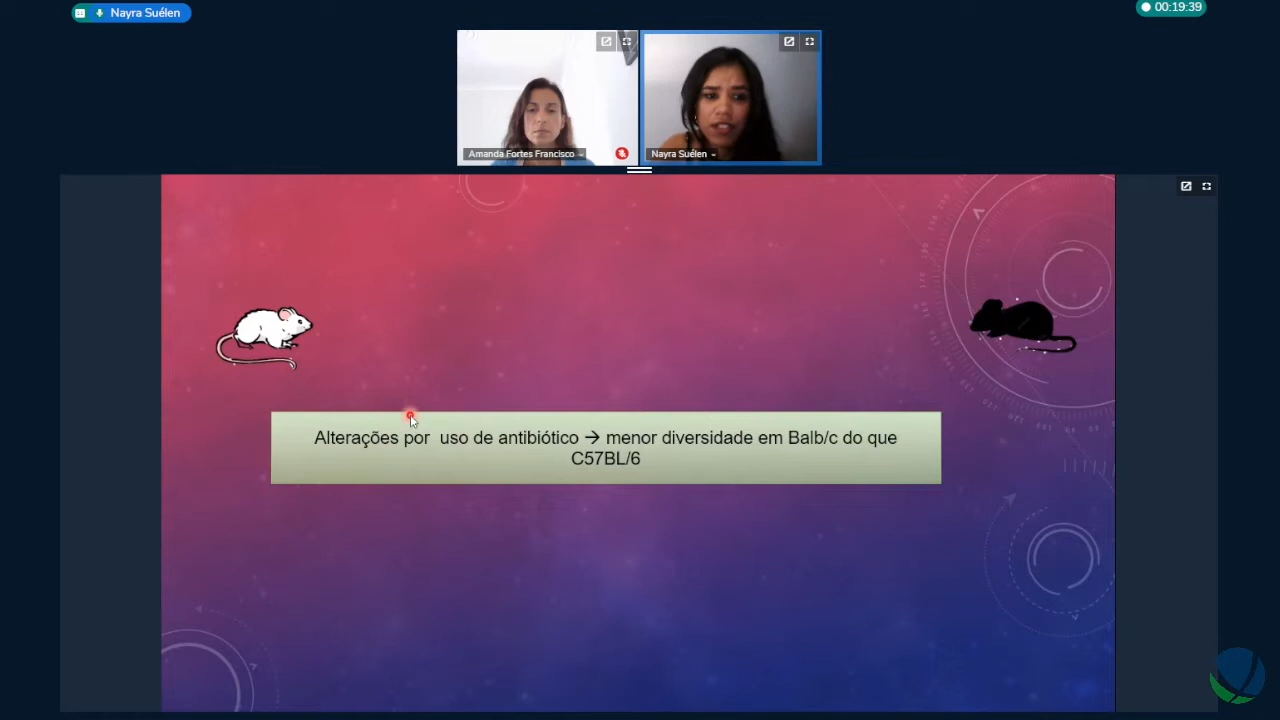 Nayra Suélen
00:19:39
Amanda Fortes Francisco
Nayra Suélen
Alterações por uso de antibiótico → menor diversidade em Balb/c do que
C57BL/6